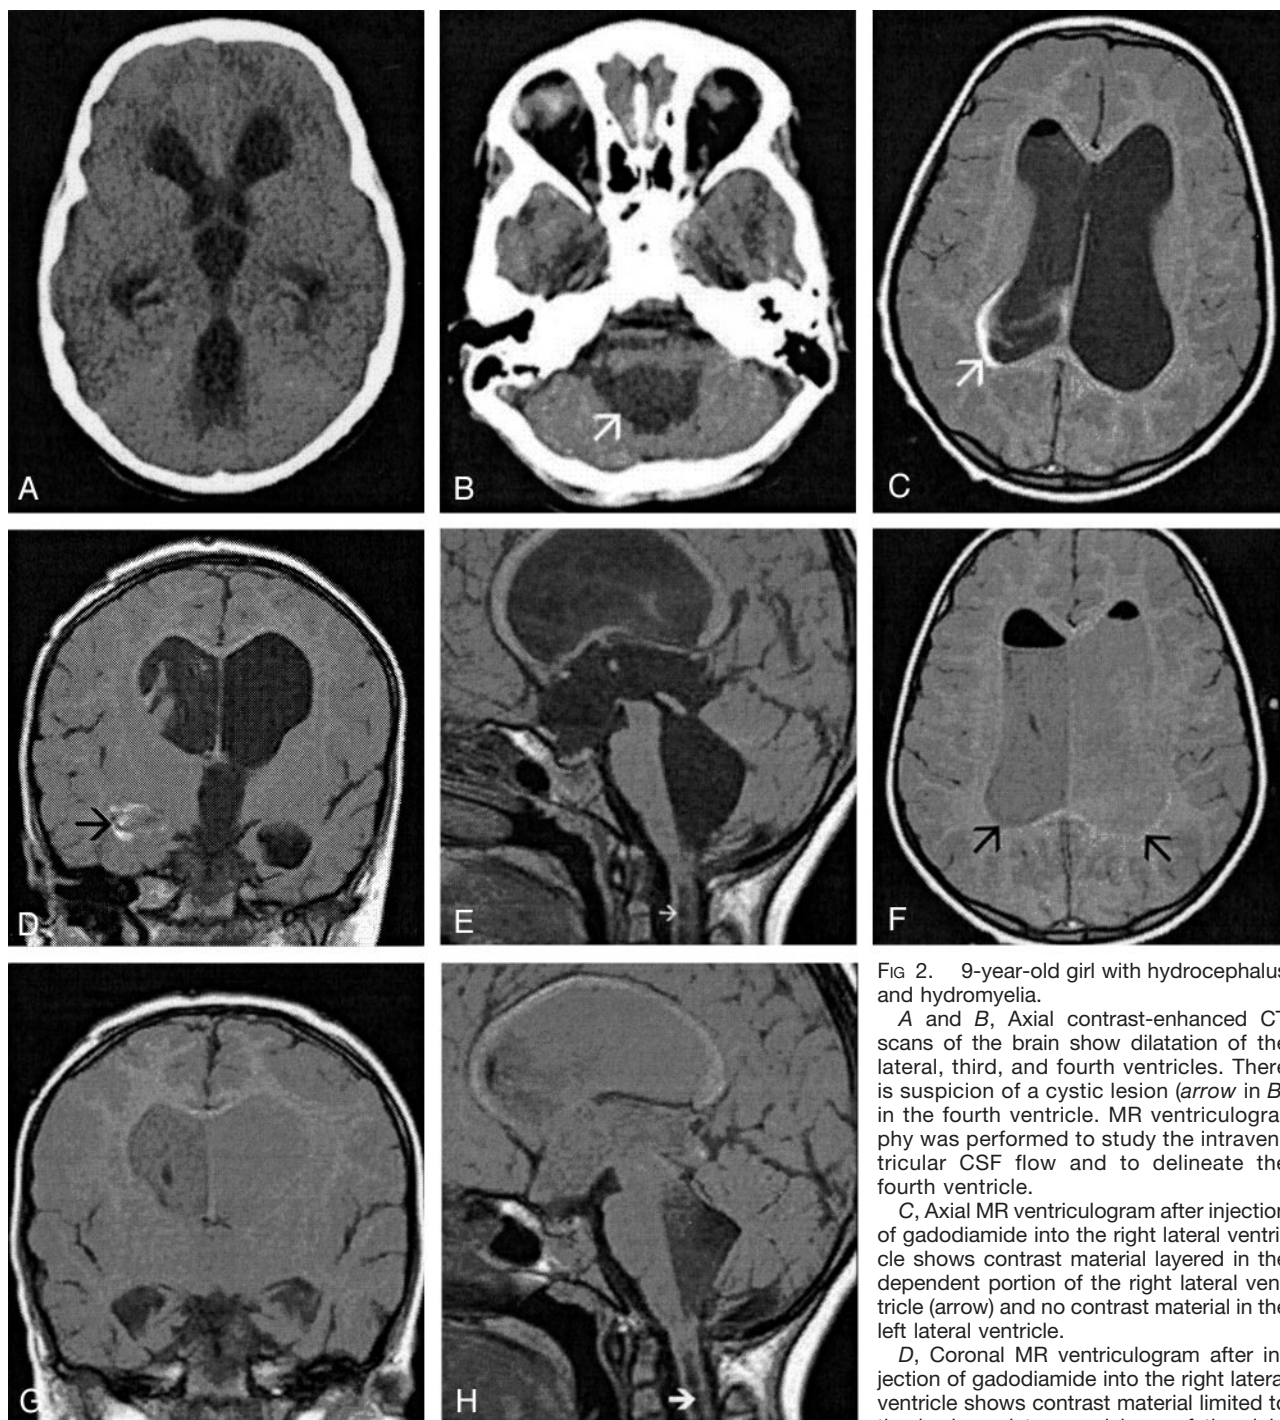 A
B
C
D
E
F
G
H
FIG 2. 9-year-old girl with hydrocephalus
and hydromyelia.
A and B, Axial contrast-enhanced CT
scans of the brain show dilatation of the
lateral, third, and fourth ventricles. There
is suspicion of a cystic lesion (arrow in B)
in the fourth ventricle. MR ventriculogra-
phy was performed to study the intraven-
tricular CSF flow and to delineate the
fourth ventricle.
C, Axial MR ventriculogram after injection
of gadodiamide into the right lateral ventri-
cle shows contrast material layered in the
dependent portion of the right lateral ven-
tricle (arrow) and no contrast material in the
left lateral ventricle.
D, Coronal MR ventriculogram after in-
jection of gadodiamide into the right lateral
ventricle shows contrast material limited to